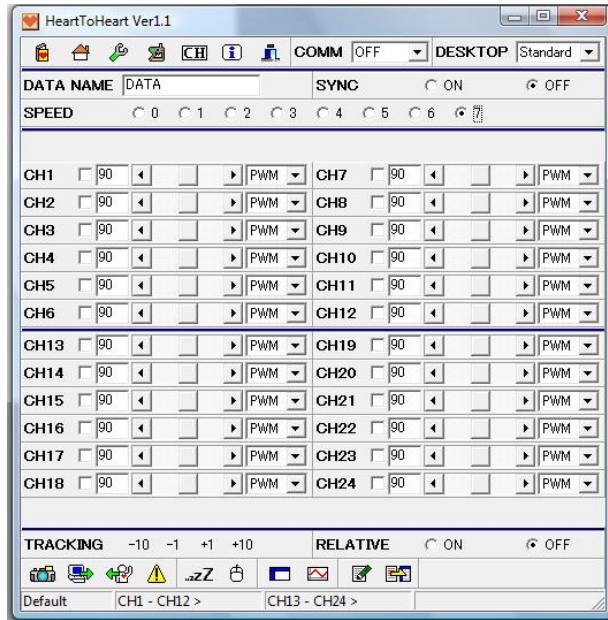 HeartToHeart Ver1.1
CH i COMM OFF DESKTOP Standard
DATA NAME DATA SYNC ON OFF
SPEED 0 1 2 3 4 5 6 7
CH1 90 PWM CH7 90 PWM
CH2 90 PWM CH8 90 PWM
CH3 90 PWM CH9 90 PWM
CH4 90 PWM CH10 90 PWM
CH5 90 PWM CH11 90 PWM
CH6 90 PWM CH12 90 PWM
CH13 90 PWM CH19 90 PWM
CH14 90 PWM CH20 90 PWM
CH15 90 PWM CH21 90 PWM
CH16 90 PWM CH22 90 PWM
CH17 90 PWM CH23 90 PWM
CH18 90 PWM CH24 90 PWM
TRACKING -10 -1 +1 +10 RELATIVE ON OFF
..zzZ
Default CH1 - CH12 > CH13 - CH24 >